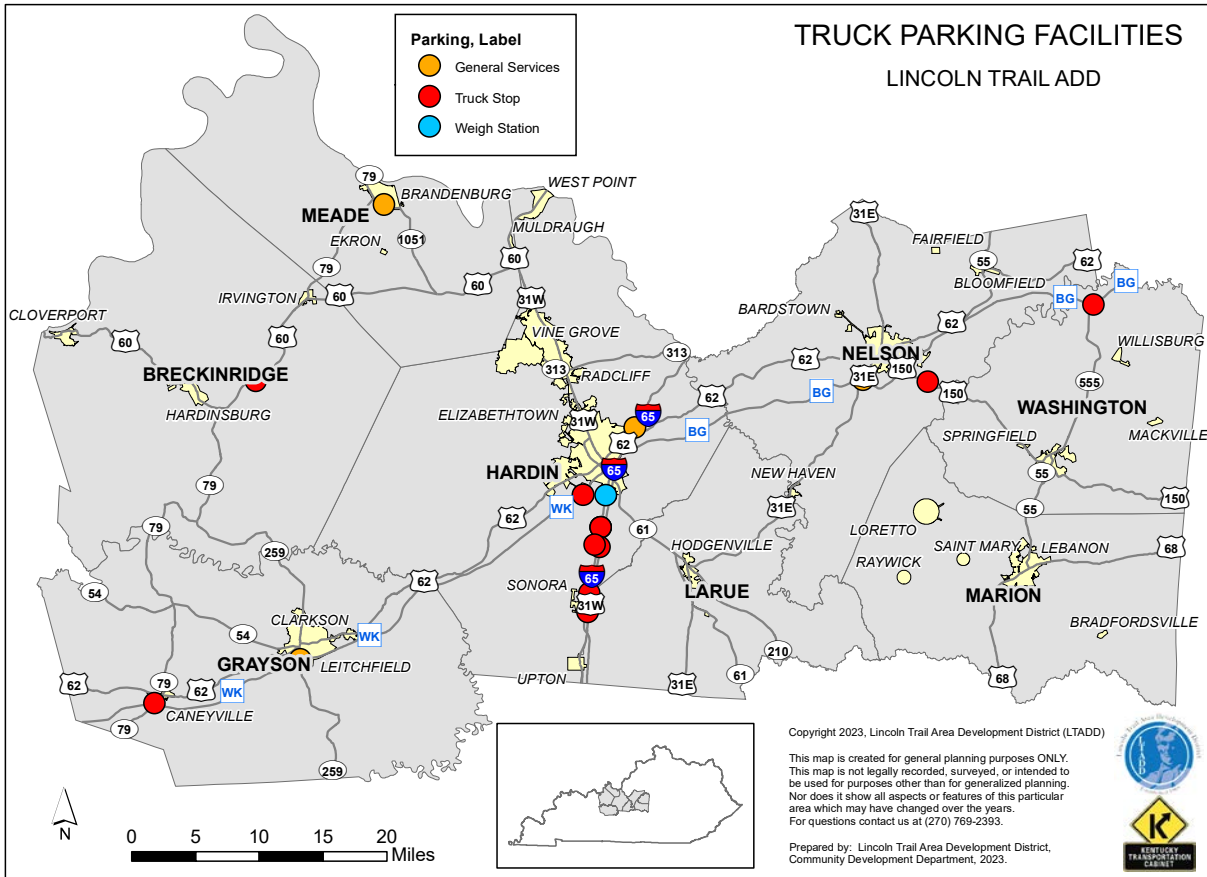 TRUCK PARKING FACILITIES
LINCOLN TRAIL ADD
Parking, Label
General Services
Truck Stop
Weigh Station
79
BRANDENBURG
WEST POINT
MEADE
MULDRAUGH
EKRON
1051
60
31E
FAIRFIELD
55
62
BLOOMFIELD
79
60
60
IRVINGTON
31W
BG
BG
CLOVERPORT
60
60
VINE GROVE
BARDSTOWN
62
WILLISBURG
313
62
NELSON
BRECKINRIDGE
313
RADCLIFF
31E
150
555
HARDINSBURG
62
BG
150
WASHINGTON
ELIZABETHTOWN
31W
65
62
BG
SPRINGFIELD
MACKVILLE
HARDIN
65
NEW HAVEN
55
79
WK
62
31E
150
79
61
LORETTO
55
259
HODGENVILLE
SAINT MARY
LEBANON
68
RAYWICK
SONORA
65
62
54
31W
LARUE
MARION
CLARKSON
54
WK
BRADFORDSVILLE
GRAYSON
LEITCHFIELD
210
62
79
62
WK
UPTON
31E
61
68
CANEYVILLE
79
259
N
0 5 10 15 20
Miles
Copyright 2023, Lincoln Trail Area Development District (LTADD)
This map is created for general planning purposes ONLY.
This map is not legally recorded, surveyed, or intended to
be used for purposes other than for generalized planning.
Nor does it show all aspects or features of this particular
area which may have changed over the years.
For questions contact us at (270) 769-2393.
Prepared by: Lincoln Trail Area Development District,
Community Development Department, 2023.
Lincoln Trail Area Development District
LTADD
KENTUCKY
TRANSPORTATION
CABINET